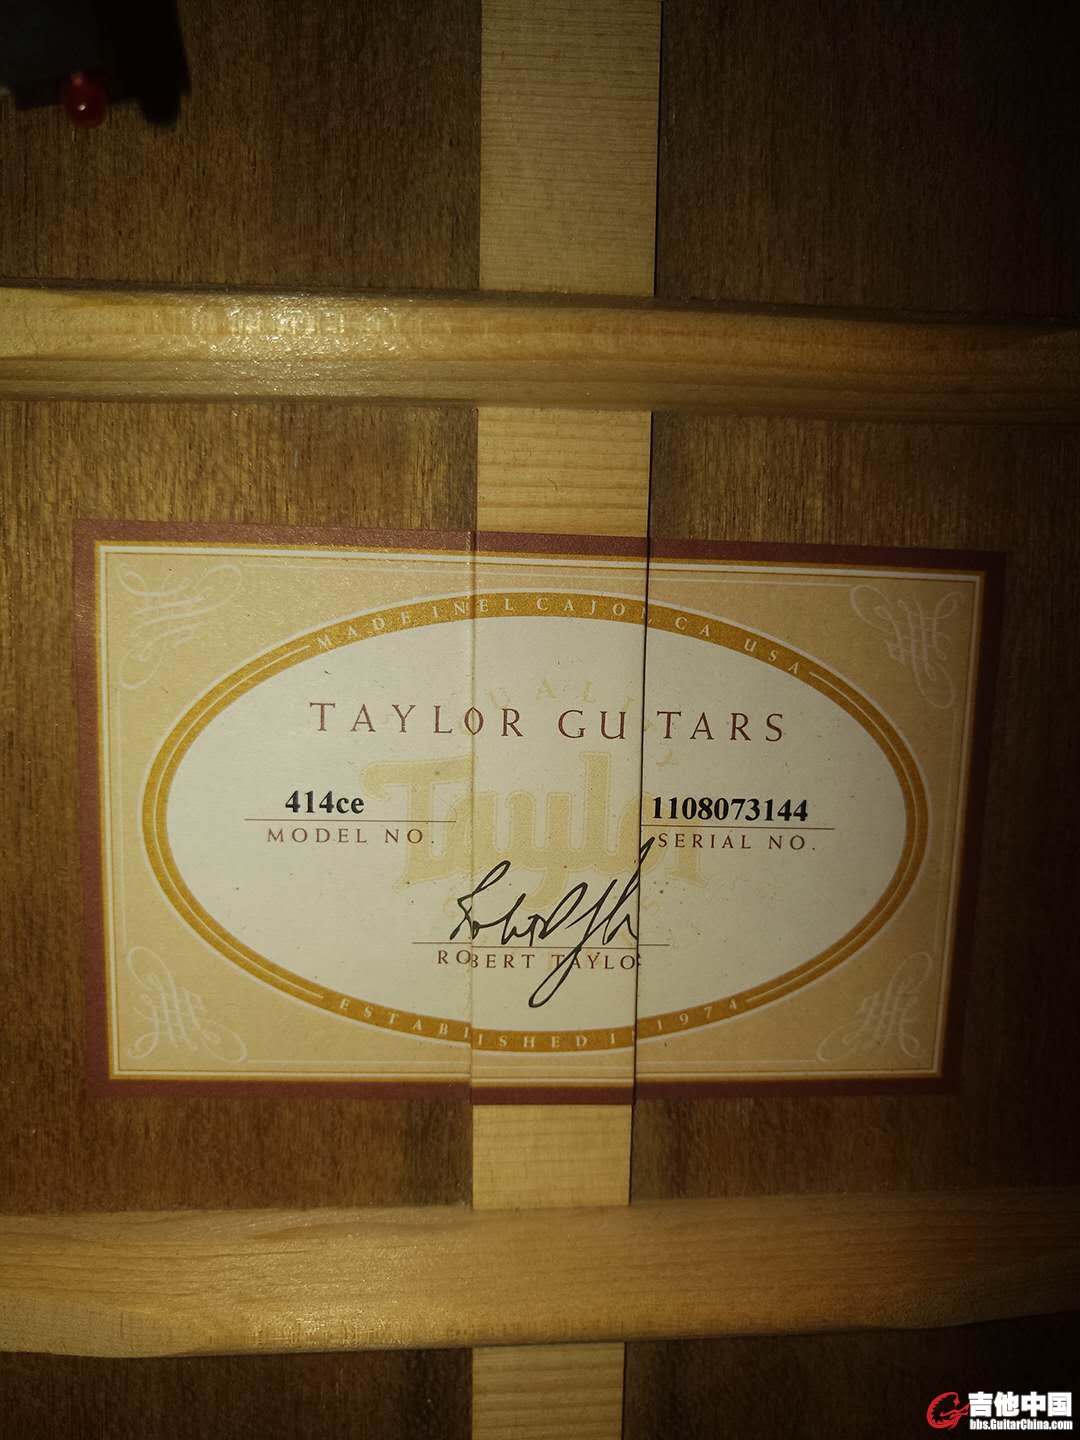 MADE IN EL CAJON, CA USA
TAYLOR GUITARS
414ce
MODEL NO.
1108073144
SERIAL NO.
ROBERT TAYLOR
ESTABLISHED IN 1974
吉他中国
bbs.GuitarChina.com